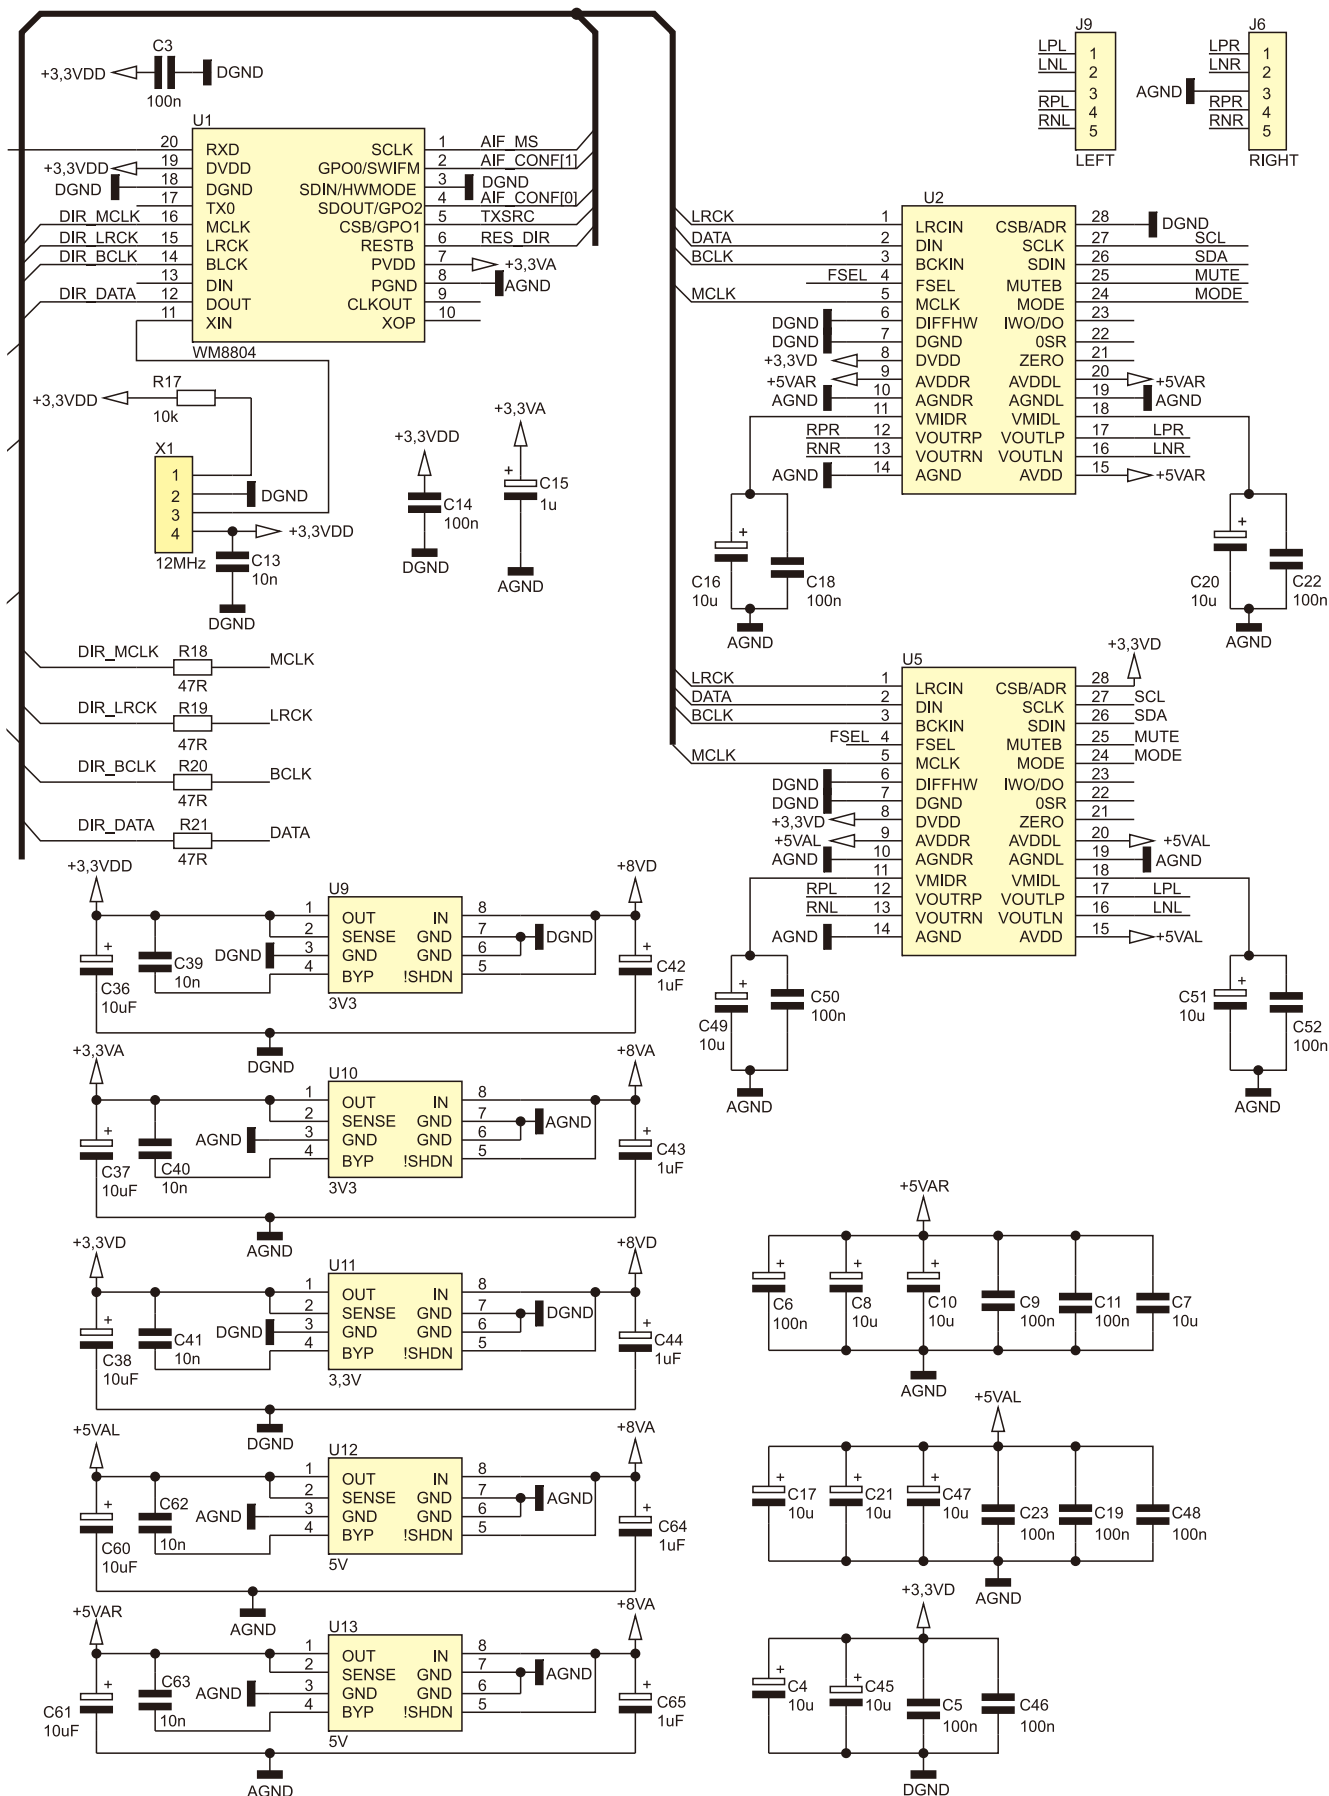 C3
+3,3VDD
DGND
100n
U1
20 RXD SCLK 1 AIF_MS
+3,3VDD 19 DVDD GPO0/SWIFM 2 AIF_CONF[1]
DGND 18 DGND SDIN/HWMODE 3 DGND
17 TX0 SDOUT/GPO2 4 AIF_CONF[0]
DIR_MCLK 16 MCLK CSB/GPO1 5 TXSRC
DIR_LRCK 15 LRCK RESTB 6 RES_DIR
DIR_BCLK 14 BLCK PVDD 7 +3,3VA
13 DIN PGND 8 AGND
DIR_DATA 12 DOUT CLKOUT 9
11 XIN XOP 10
WM8804
R17
+3,3VDD
10k
X1
1
2 DGND
3
4 +3,3VDD
12MHz
C13
10n
DGND
+3,3VDD
C14
100n
DGND
+3,3VA
+
C15
1u
AGND
DIR_MCLK R18 MCLK
47R
DIR_LRCK R19 LRCK
47R
DIR_BCLK R20 BCLK
47R
DIR_DATA R21 DATA
47R
J9
LPL 1
LNL 2
3
RPL 4
RNL 5
LEFT
J6
LPR 1
LNR 2
AGND 3
RPR 4
RNR 5
RIGHT
U2
LRCK 1 LRCIN CSB/ADR 28 DGND
DATA 2 DIN SCLK 27 SCL
BCLK 3 BCKIN SDIN 26 SDA
FSEL 4 FSEL MUTEB 25 MUTE
MCLK 5 MCLK MODE 24 MODE
DGND 6 DIFFHW IWO/DO 23
DGND 7 DGND 0SR 22
+3,3VD 8 DVDD ZERO 21
+5VAR 9 AVDDR AVDDL 20 +5VAR
AGND 10 AGNDR AGNDL 19 AGND
11 VMIDR VMIDL 18
RPR 12 VOUTRP VOUTLP 17 LPR
RNR 13 VOUTRN VOUTLN 16 LNR
AGND 14 AGND AVDD 15 +5VAR
+
C16
10u
C18
100n
AGND
+
C20
10u
C22
100n
AGND
U5
+3,3VD
LRCK 1 LRCIN CSB/ADR 28
DATA 2 DIN SCLK 27 SCL
BCLK 3 BCKIN SDIN 26 SDA
FSEL 4 FSEL MUTEB 25 MUTE
MCLK 5 MCLK MODE 24 MODE
DGND 6 DIFFHW IWO/DO 23
DGND 7 DGND 0SR 22
+3,3VD 8 DVDD ZERO 21
+5VAL 9 AVDDR AVDDL 20 +5VAL
AGND 10 AGNDR AGNDL 19 AGND
11 VMIDR VMIDL 18
RPL 12 VOUTRP VOUTLP 17 LPL
RNL 13 VOUTRN VOUTLN 16 LNL
AGND 14 AGND AVDD 15 +5VAL
+
C49
10u
C50
100n
AGND
+
C51
10u
C52
100n
AGND
+3,3VDD
U9
+8VD
1 OUT IN 8
2 SENSE GND 7 DGND
DGND 3 GND GND 6
4 BYP !SHDN 5
3V3
+
C36
10uF
C39
10n
+
C42
1uF
DGND
+3,3VA
U10
+8VA
1 OUT IN 8
2 SENSE GND 7 AGND
AGND 3 GND GND 6
4 BYP !SHDN 5
3V3
+
C37
10uF
C40
10n
+
C43
1uF
AGND
+3,3VD
U11
+8VD
1 OUT IN 8
2 SENSE GND 7 DGND
DGND 3 GND GND 6
4 BYP !SHDN 5
3,3V
+
C38
10uF
C41
10n
+
C44
1uF
DGND
+5VAL
U12
+8VA
1 OUT IN 8
2 SENSE GND 7 AGND
AGND 3 GND GND 6
4 BYP !SHDN 5
5V
+
C60
10uF
C62
10n
+
C64
1uF
AGND
+5VAR
U13
+8VA
1 OUT IN 8
2 SENSE GND 7 AGND
AGND 3 GND GND 6
4 BYP !SHDN 5
5V
+
C61
10uF
C63
10n
+
C65
1uF
AGND
+5VAR
+ + +
C6 C8 C10 C9 C11 C7
100n 10u 10u 100n 100n 10u
AGND
+5VAL
+ + +
C17 C21 C47 C23 C19 C48
10u 10u 10u 100n 100n 100n
AGND
+3,3VD
+ +
C4 C45 C5 C46
10u 10u 100n 100n
DGND